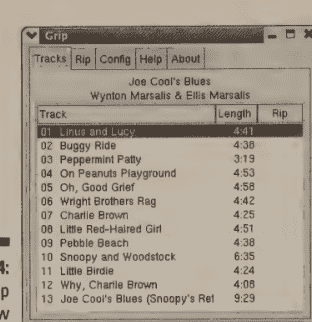 Grip
Tracks Rip Config Help About
Joe Cool's Blues
Wynton Marsalis & Ellis Marsalis
Track Length Rip
01 Linus and Lucy 4:41
02 Buggy Ride 4:38
03 Peppermint Patty 3:19
04 On Peanuts Playground 4:53
05 Oh, Good Grief 4:58
06 Wright Brothers Rag 4:42
07 Charlie Brown 4:25
08 Little Red-Haired Girl 4:51
09 Pebble Beach 4:38
10 Snoopy and Woodstock 6:35
11 Little Birdie 4:24
12 Why, Charlie Brown 4:08
13 Joe Cool's Blues (Snoopy's Ret 9:29
4:
p
w